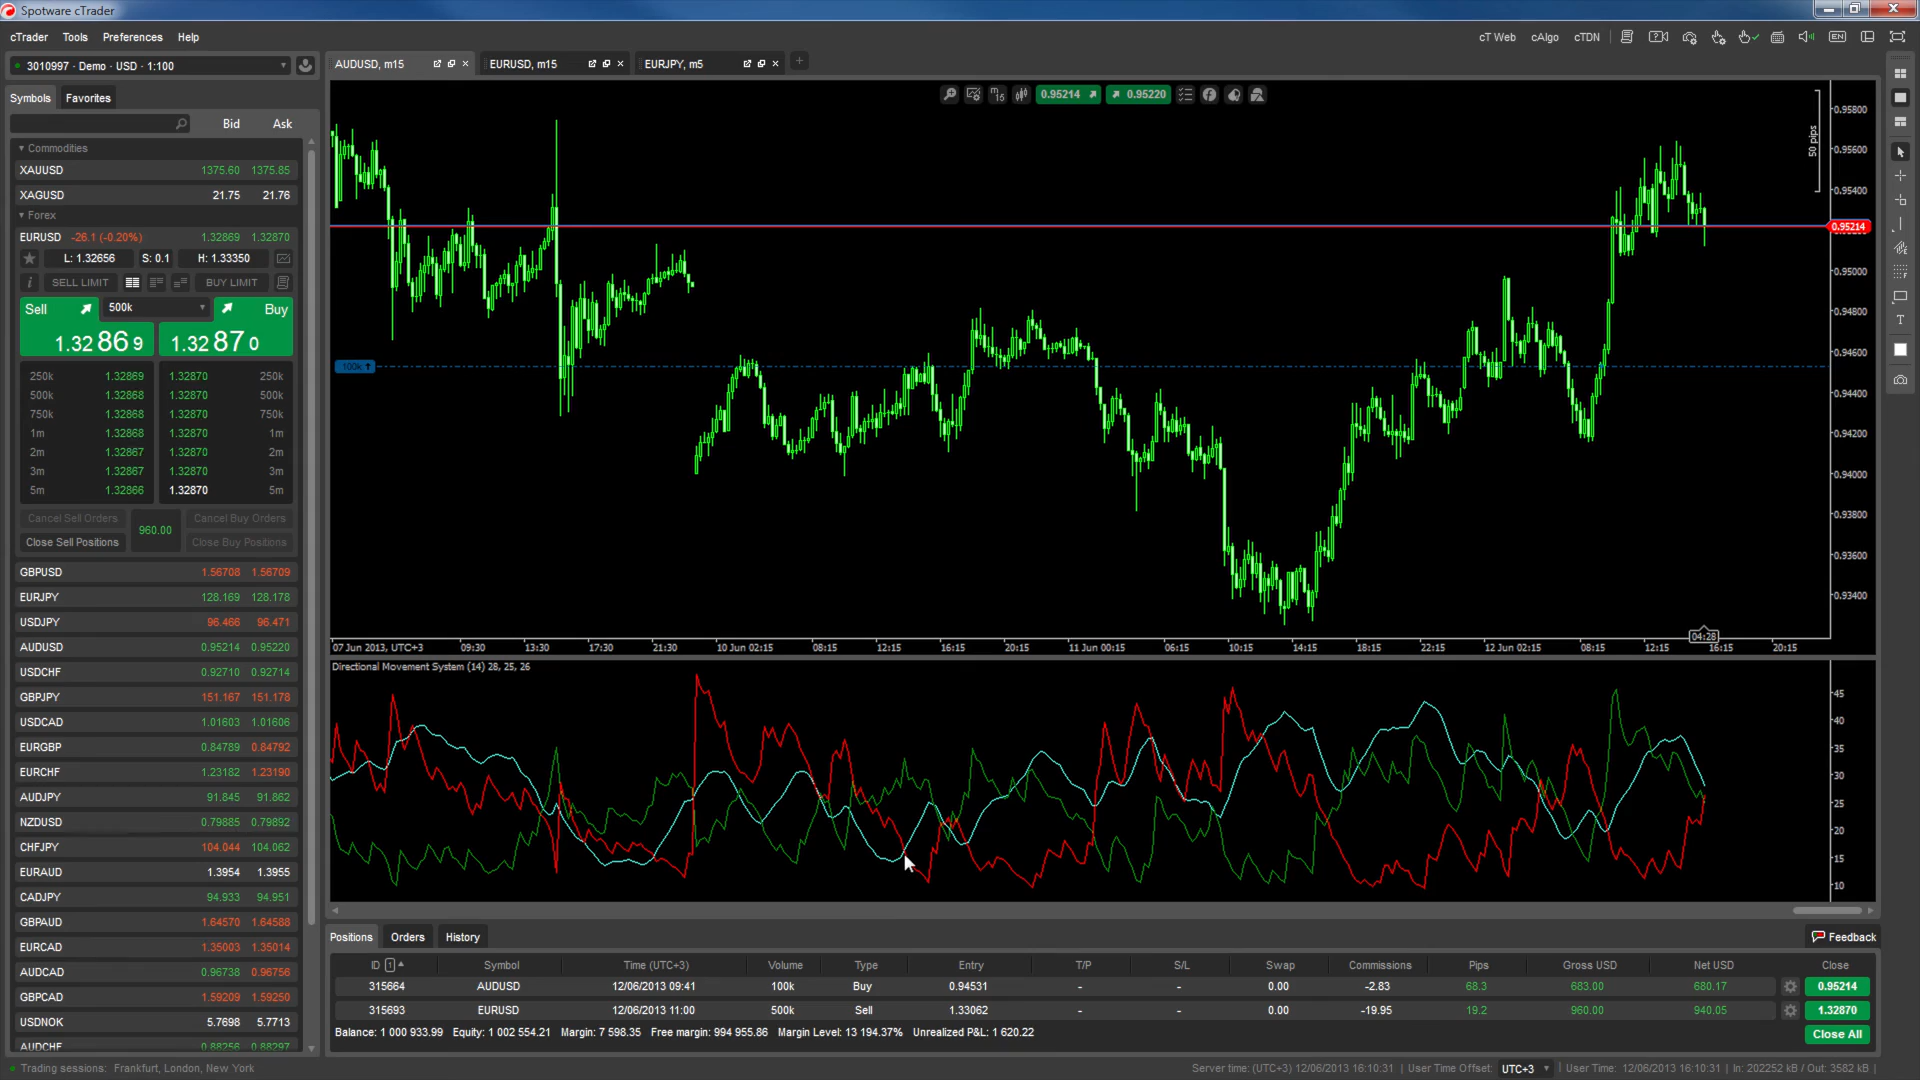 Spotware cTrader
cTrader Tools Preferences Help
cT Web cAlgo cTDN EN
3010997 · Demo · USD · 1:100
AUDUSD, m15 EURUSD, m15 EURJPY, m5
Symbols Favorites
Bid Ask
Commodities
XAUUSD 1375.60 1375.85
XAGUSD 21.75 21.76
Forex
EURUSD -26.1 (-0.20%) 1.32869 1.32870
L: 1.32656 S: 0.1 H: 1.33350
SELL LIMIT BUY LIMIT
Sell 500k Buy
1.32 86 9 1.32 87 0
250k 1.32869 1.32870 250k
500k 1.32868 1.32870 500k
750k 1.32868 1.32870 750k
1m 1.32868 1.32870 1m
2m 1.32867 1.32870 2m
3m 1.32867 1.32870 3m
5m 1.32866 1.32870 5m
Cancel Sell Orders 960.00 Cancel Buy Orders
Close Sell Positions Close Buy Positions
GBPUSD 1.56708 1.56709
EURJPY 128.169 128.178
USDJPY 96.466 96.471
AUDUSD 0.95214 0.95220
USDCHF 0.92710 0.92714
GBPJPY 151.167 151.178
USDCAD 1.01603 1.01606
EURGBP 0.84789 0.84792
EURCHF 1.23182 1.23190
AUDJPY 91.845 91.862
NZDUSD 0.79885 0.79892
CHFJPY 104.044 104.062
EURAUD 1.3954 1.3955
CADJPY 94.933 94.951
GBPAUD 1.64570 1.64588
EURCAD 1.35003 1.35014
AUDCAD 0.96738 0.96756
GBPCAD 1.59209 1.59250
USDNOK 5.7698 5.7713
AUDCHF 0.88256 0.88297
m 15 0.95214 0.95220
50 pips
0.95800
0.95600
0.95400
0.95214
0.95000
0.94800
0.94600
100k
0.94400
0.94200
0.94000
0.93800
0.93600
0.93400
04:28
07 Jun 2013, UTC+3 09:30 13:30 17:30 21:30 10 Jun 02:15 08:15 12:15 16:15 20:15 11 Jun 00:15 06:15 10:15 14:15 18:15 22:15 12 Jun 02:15 08:15 12:15 16:15 20:15
Directional Movement System (14) 28, 25, 26
45
40
35
30
25
20
15
10
Positions Orders History Feedback
ID 1 Symbol Time (UTC+3) Volume Type Entry T/P S/L Swap Commissions Pips Gross USD Net USD Close
315664 AUDUSD 12/06/2013 09:41 100k Buy 0.94531 - - 0.00 -2.83 68.3 683.00 680.17 0.95214
315693 EURUSD 12/06/2013 11:00 500k Sell 1.33062 - - 0.00 -19.95 19.2 960.00 940.05 1.32870
Balance: 1 000 933.99 Equity: 1 002 554.21 Margin: 7 598.35 Free margin: 994 955.86 Margin Level: 13 194.37% Unrealized P&L: 1 620.22 Close All
Trading sessions: Frankfurt, London, New York Server time: (UTC+3) 12/06/2013 16:10:31 | User Time Offset: UTC+3 | User Time: 12/06/2013 16:10:31 | In: 202252 kB / Out: 3582 kB